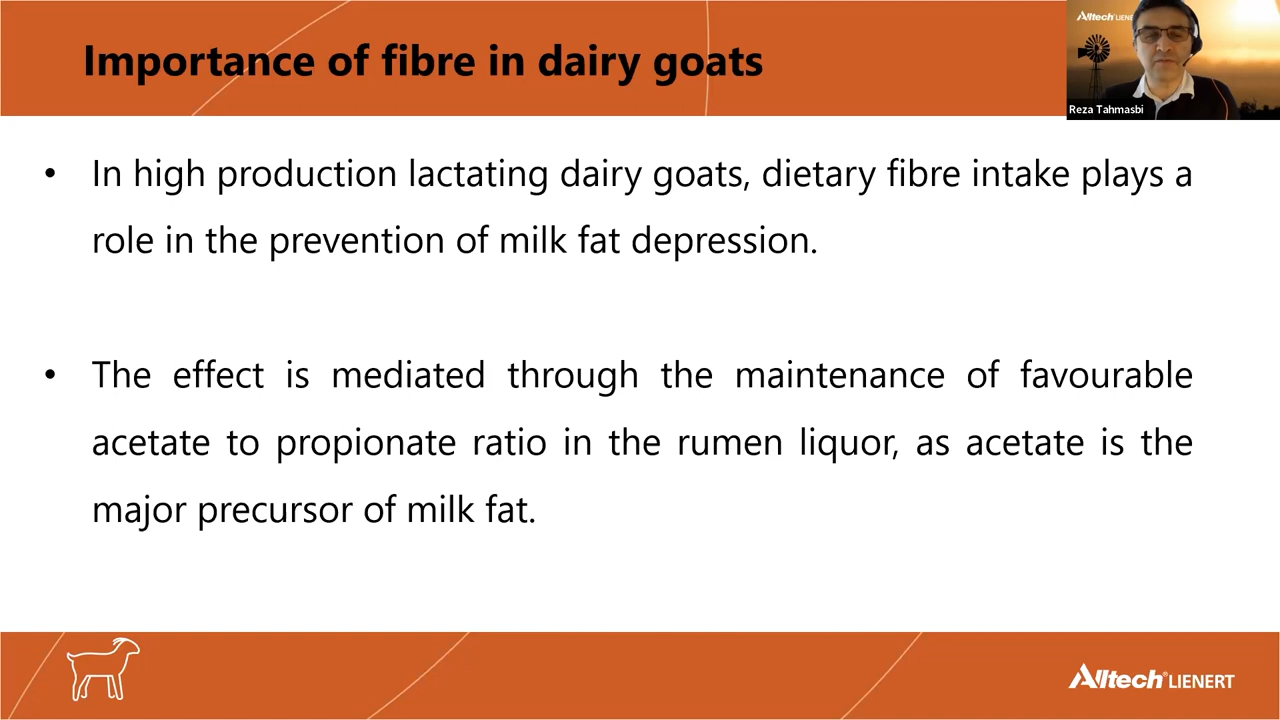 Importance of fibre in dairy goats
Alltech LIENERT
Reza Tahmasbi
• In high production lactating dairy goats, dietary fibre intake plays a
role in the prevention of milk fat depression.
• The effect is mediated through the maintenance of favourable
acetate to propionate ratio in the rumen liquor, as acetate is the
major precursor of milk fat.
Alltech® LIENERT